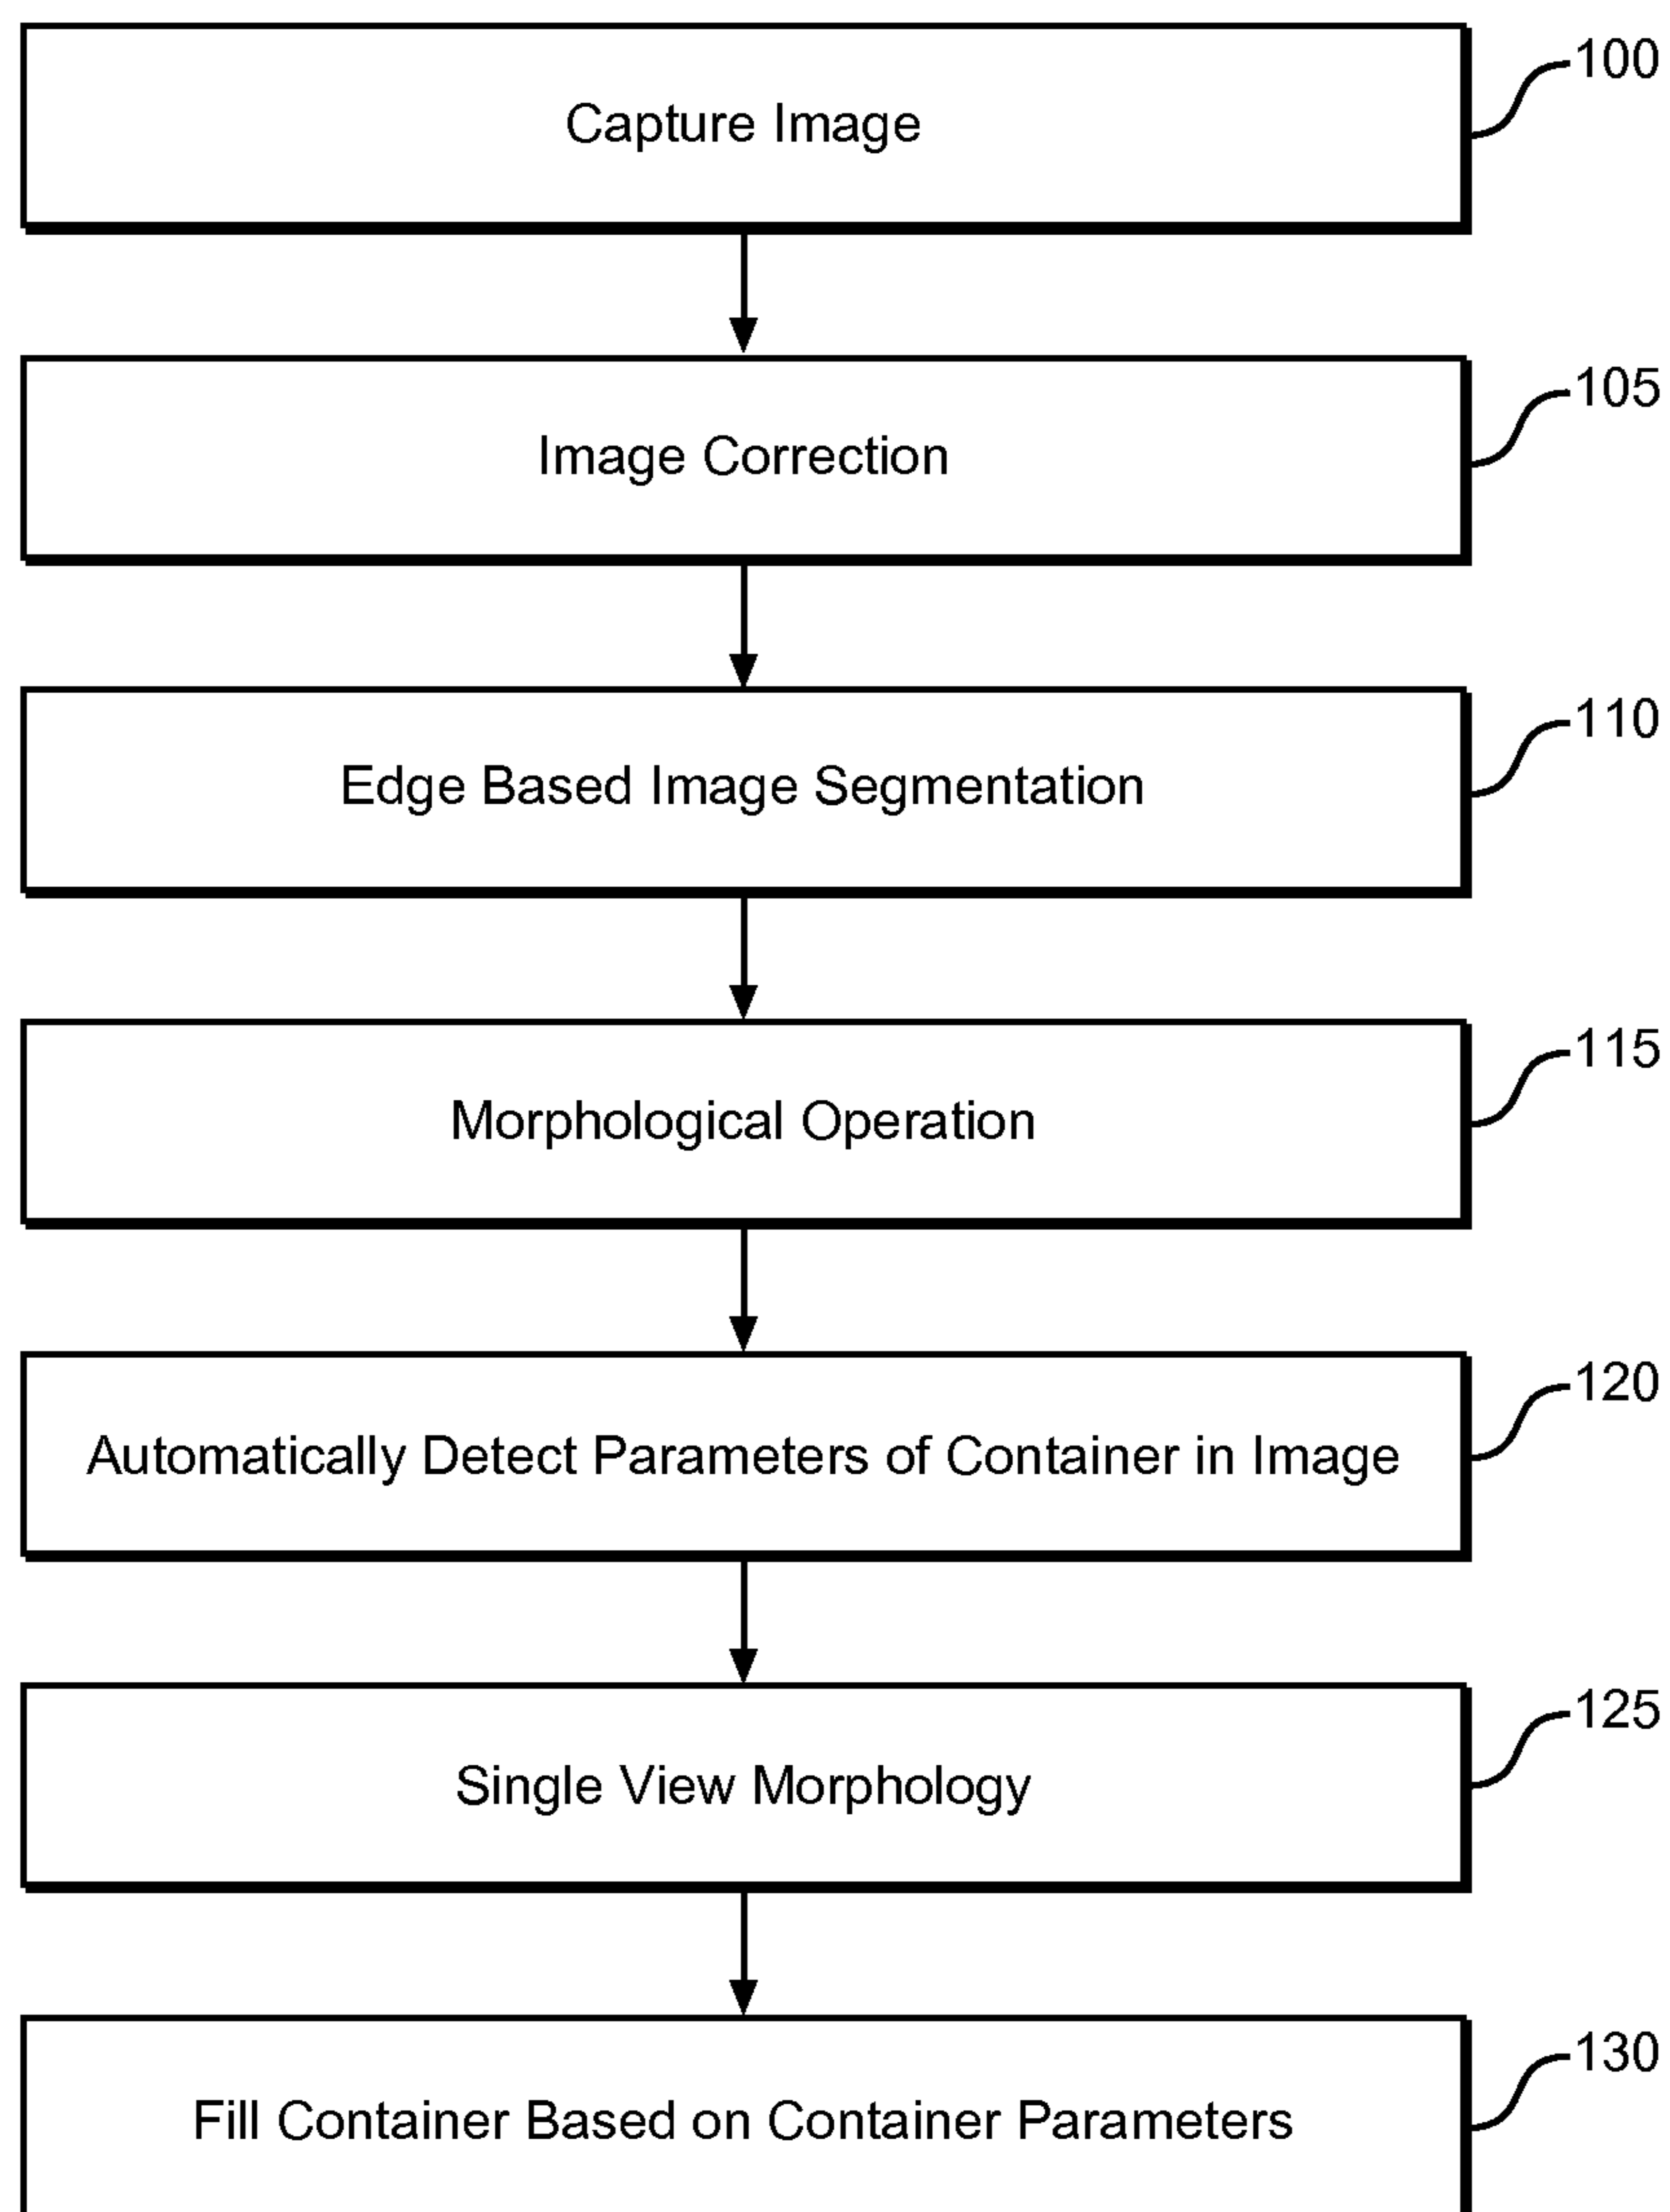 Capture Image
100
Image Correction
105
Edge Based Image Segmentation
110
Morphological Operation
115
Automatically Detect Parameters of Container in Image
120
Single View Morphology
125
Fill Container Based on Container Parameters
130